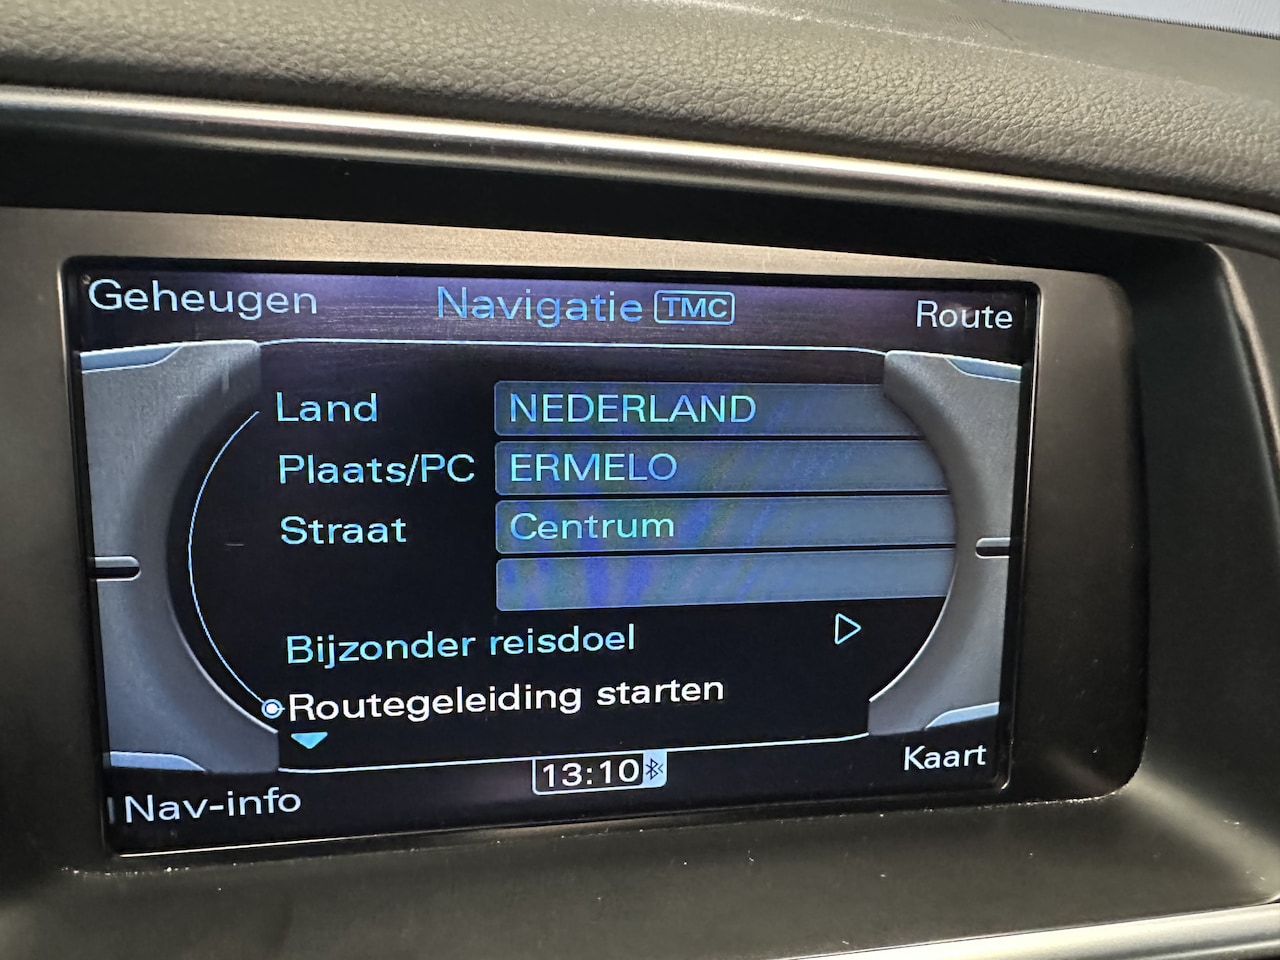 Geheugen Navigatie TMC Route
Land NEDERLAND
Plaats/PC ERMELO
Straat Centrum
Bijzonder reisdoel
Routegeleiding starten
13:10
Nav-info Kaart